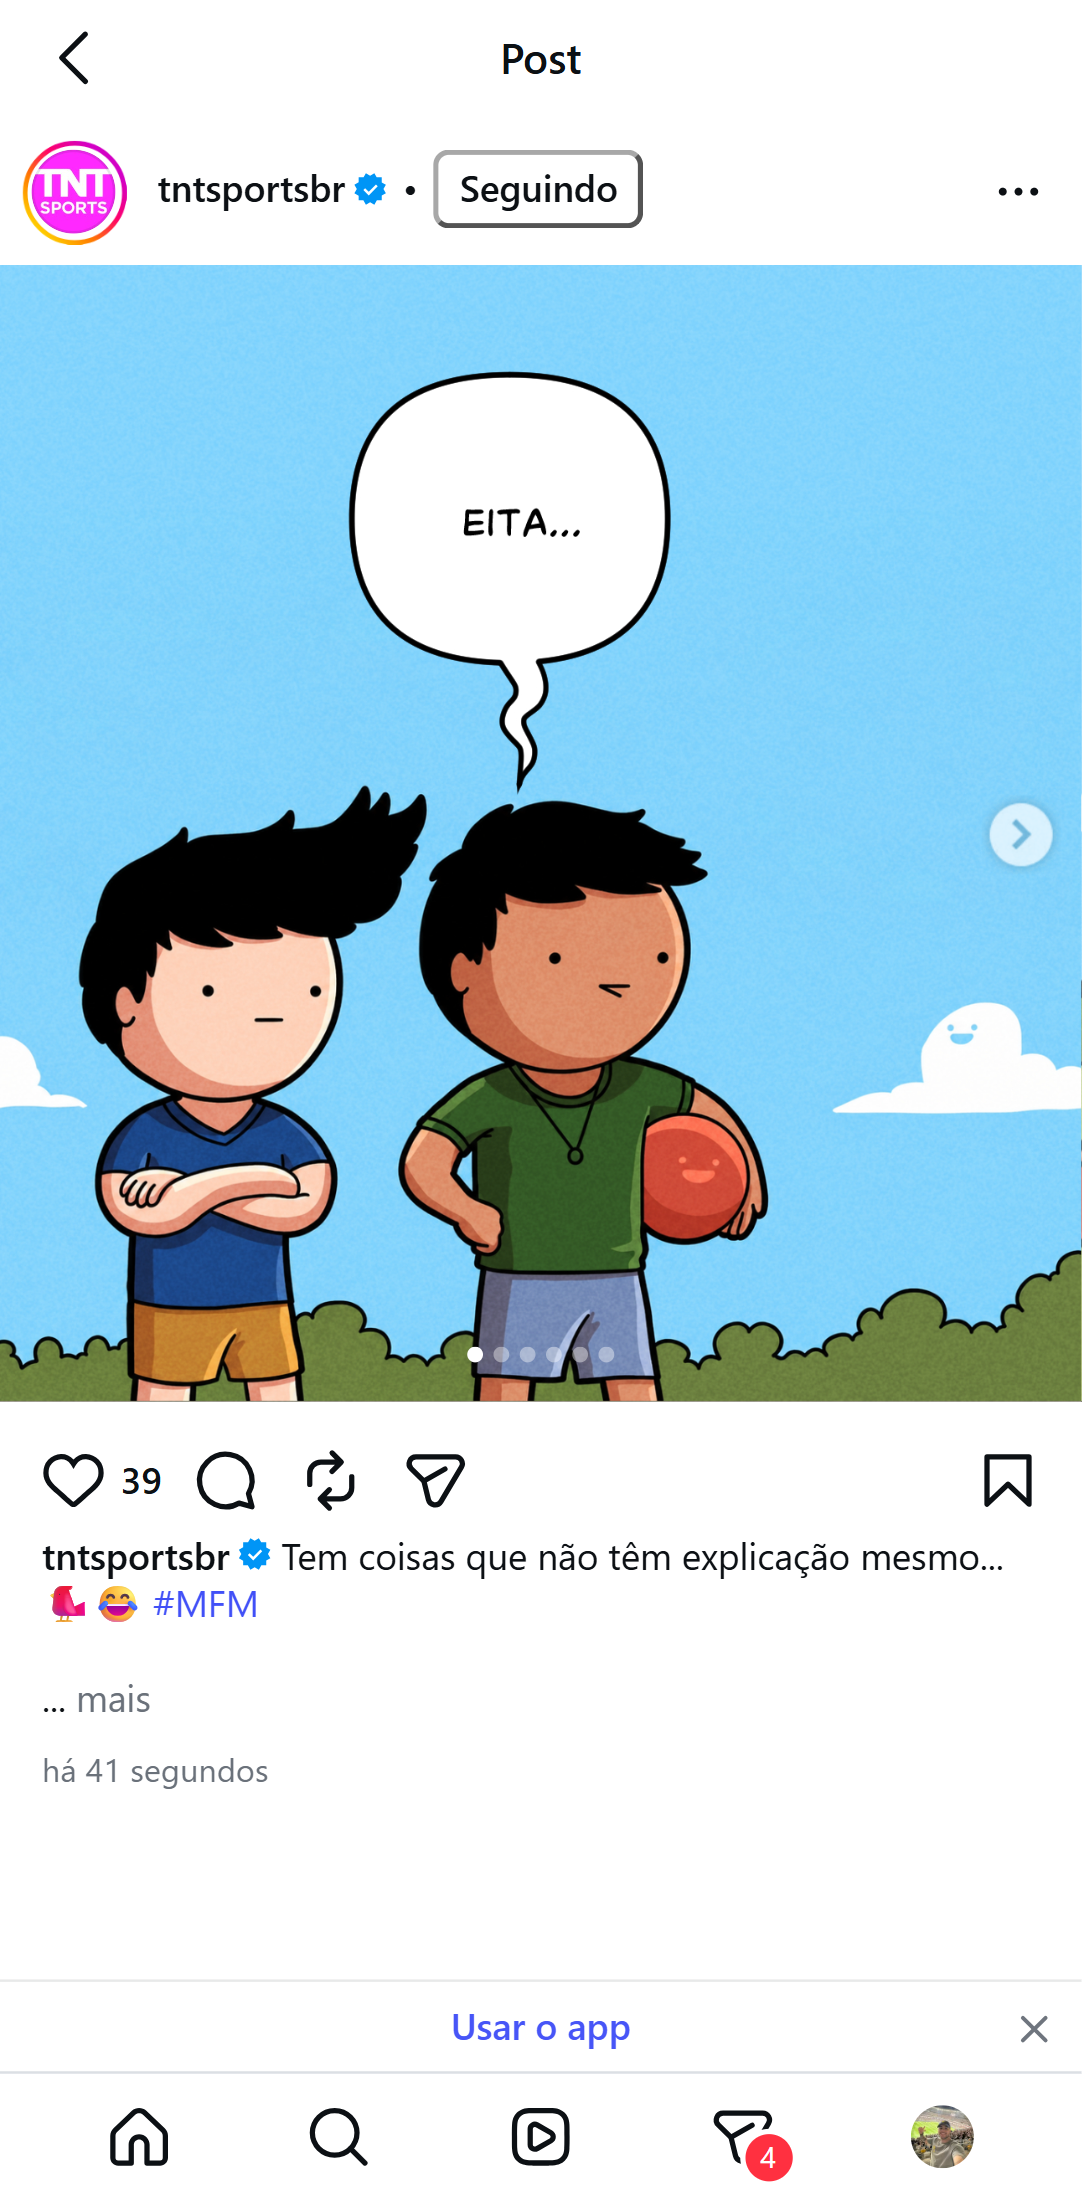 Post
TNT
SPORTS
tntsportsbr • Seguindo
EITA...
39
tntsportsbr Tem coisas que não têm explicação mesmo...
#MFM
... mais
há 41 segundos
Usar o app
4